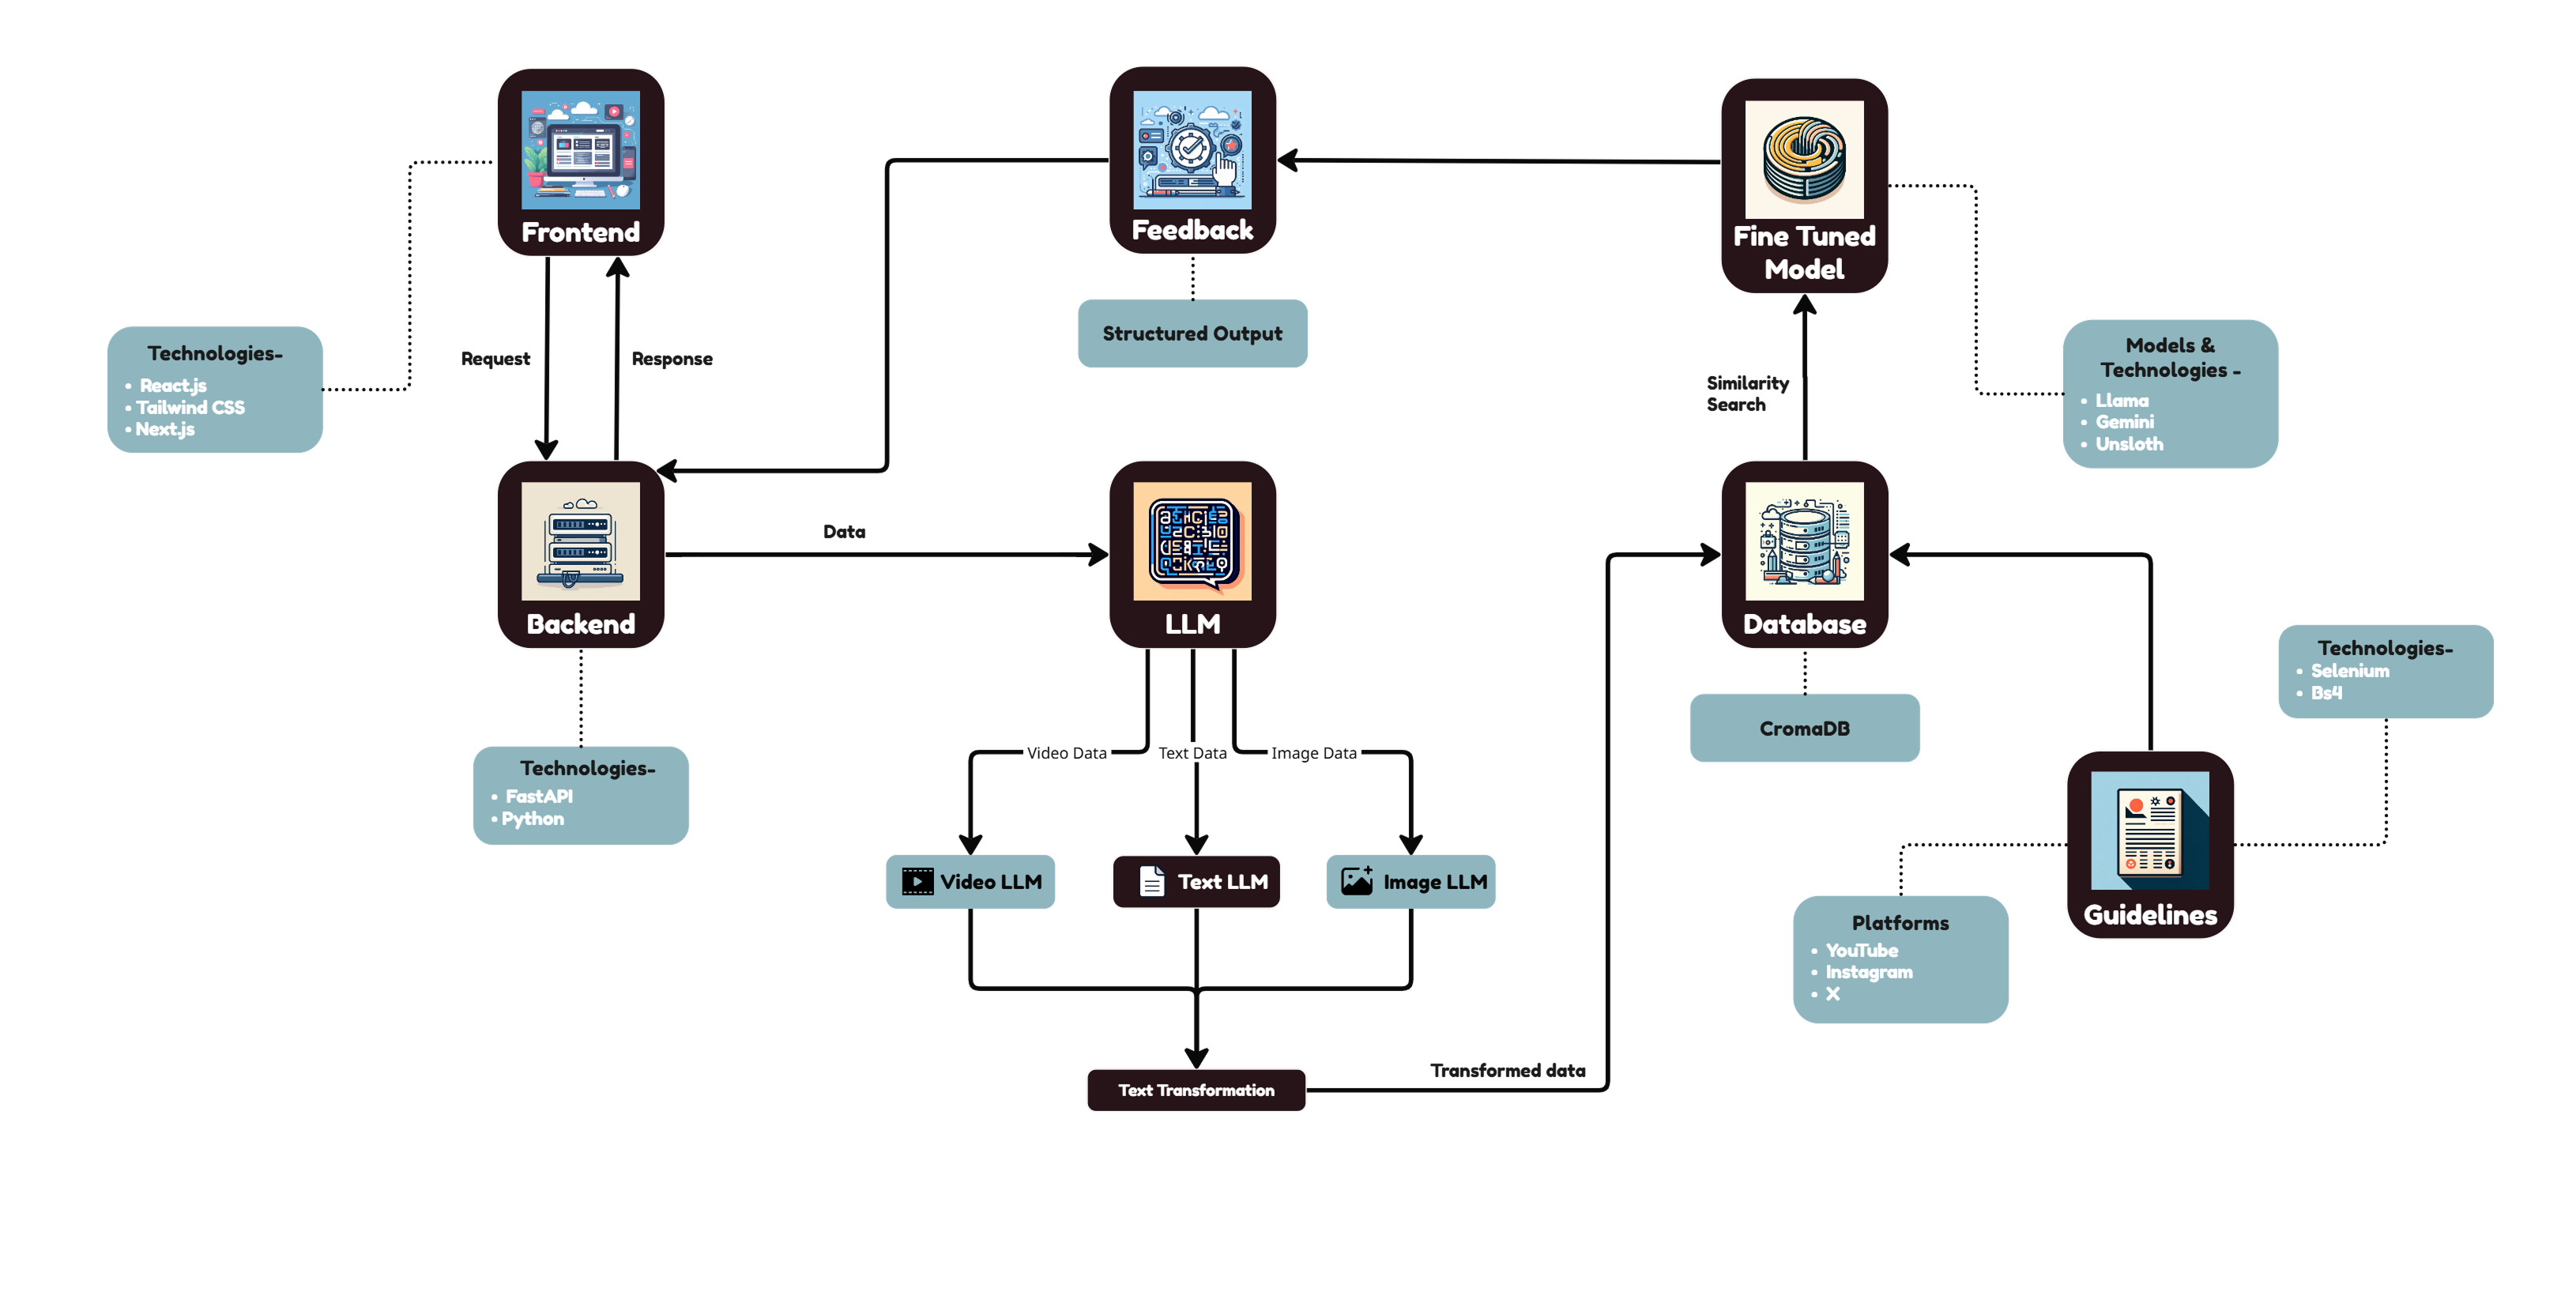 Frontend
Feedback
Fine Tuned
Model
Structured Output
Technologies-
• React.js
• Tailwind CSS
• Next.js
Request
Response
Similarity
Search
Models &
Technologies -
• Llama
• Gemini
• Unsloth
Data
Backend
LLM
Database
Technologies-
• Selenium
• Bs4
CromaDB
Video Data
Text Data
Image Data
Technologies-
• FastAPI
• Python
Video LLM
Text LLM
Image LLM
Guidelines
Platforms
• YouTube
• Instagram
• X
Transformed data
Text Transformation